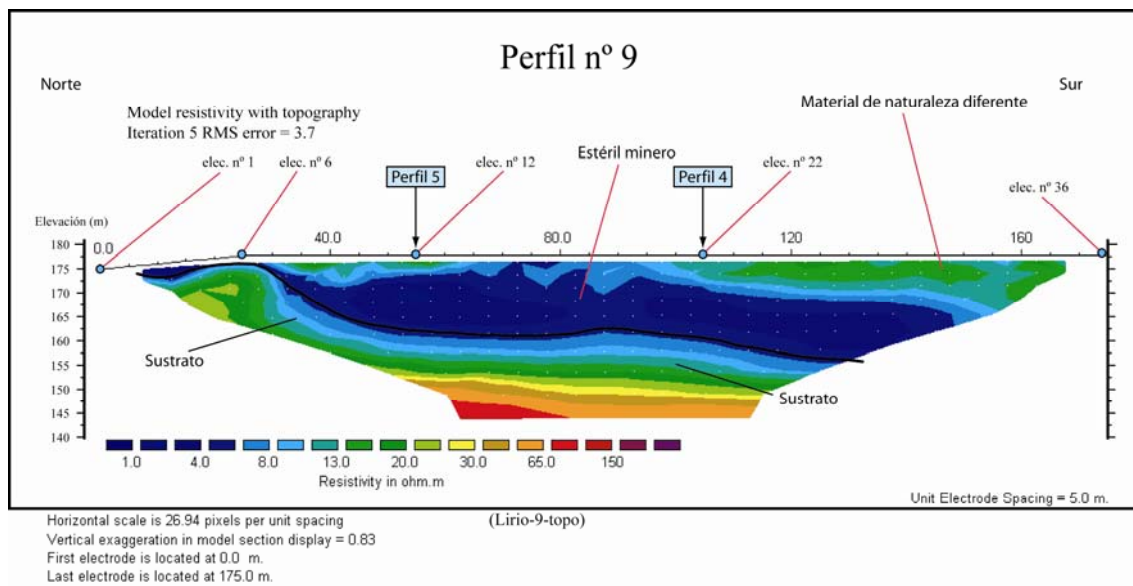 Perfil nº 9
Norte
Sur
Model resistivity with topography
Iteration 5 RMS error = 3.7
Material de naturaleza diferente
Estéril minero
elec. nº 1
elec. nº 6
elec. nº 12
elec. nº 22
elec. nº 36
Perfil 5
Perfil 4
Elevación (m)
0.0
40.0
80.0
120
160
180
175
170
165
160
155
150
145
140
Sustrato
Sustrato
1.0
4.0
8.0
13.0
20.0
30.0
65.0
150
Resistivity in ohm.m
Unit Electrode Spacing = 5.0 m.
Horizontal scale is 26.94 pixels per unit spacing
(Lirio-9-topo)
Vertical exaggeration in model section display = 0.83
First electrode is located at 0.0 m.
Last electrode is located at 175.0 m.